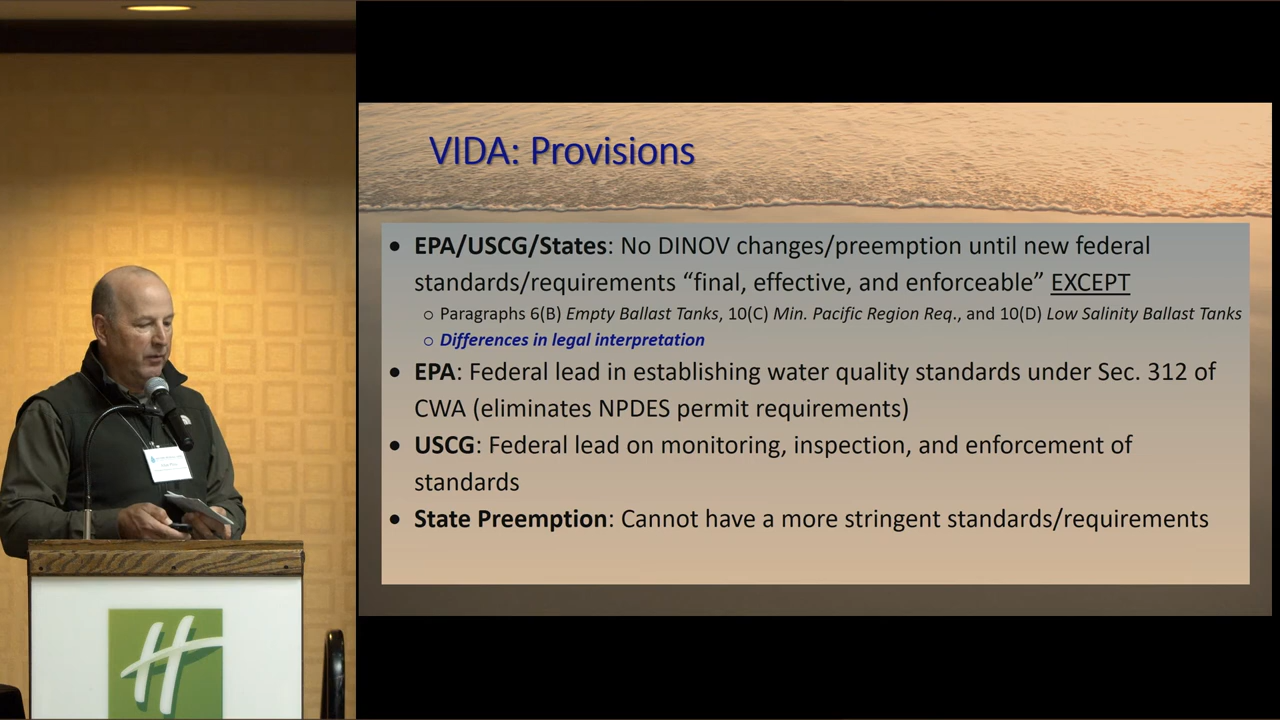 VIDA: Provisions
• EPA/USCG/States: No DINOV changes/preemption until new federal
standards/requirements “final, effective, and enforceable” EXCEPT
o Paragraphs 6(B) Empty Ballast Tanks, 10(C) Min. Pacific Region Req., and 10(D) Low Salinity Ballast Tanks
o Differences in legal interpretation
• EPA: Federal lead in establishing water quality standards under Sec. 312 of
CWA (eliminates NPDES permit requirements)
• USCG: Federal lead on monitoring, inspection, and enforcement of
standards
• State Preemption: Cannot have a more stringent standards/requirements
H